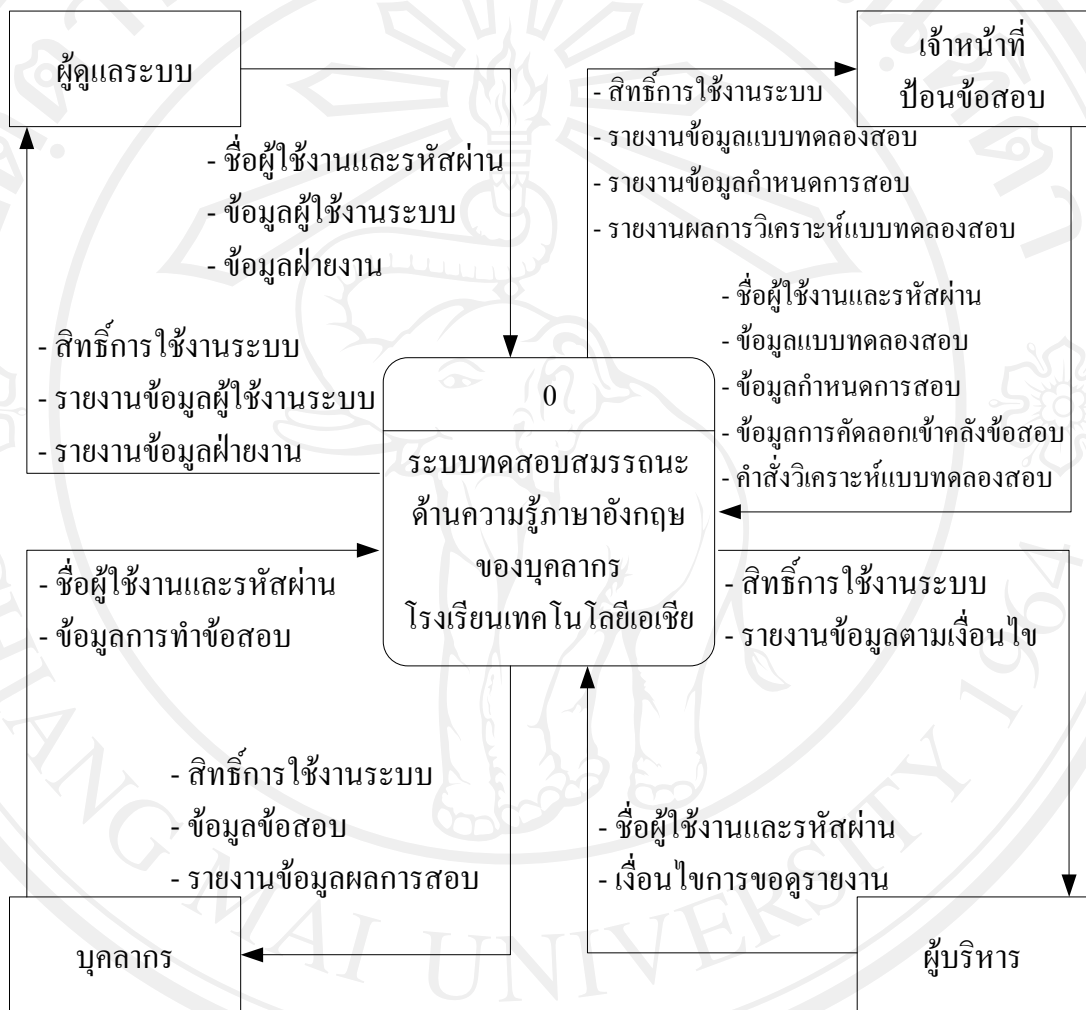 ผู้ดูแลระบบ
เจ้าหน้าที่
ป้อนข้อสอบ
- ชื่อผู้ใช้งานและรหัสผ่าน
- ข้อมูลผู้ใช้งานระบบ
- ข้อมูลฝ่ายงาน
- สิทธิ์การใช้งานระบบ
- รายงานข้อมูลแบบทดลองสอบ
- รายงานข้อมูลกำหนดการสอบ
- รายงานผลการวิเคราะห์แบบทดลองสอบ
- สิทธิ์การใช้งานระบบ
- รายงานข้อมูลผู้ใช้งานระบบ
- รายงานข้อมูลฝ่ายงาน
- ชื่อผู้ใช้งานและรหัสผ่าน
- ข้อมูลแบบทดลองสอบ
- ข้อมูลกำหนดการสอบ
- ข้อมูลการคัดลอกเข้าคลังข้อสอบ
- คำสั่งวิเคราะห์แบบทดลองสอบ
0
ระบบทดสอบสมรรถนะ
ด้านความรู้ภาษาอังกฤษ
ของบุคลากร
โรงเรียนเทคโนโลยีเอเชีย
- ชื่อผู้ใช้งานและรหัสผ่าน
- ข้อมูลการทำข้อสอบ
- สิทธิ์การใช้งานระบบ
- รายงานข้อมูลตามเงื่อนไข
- สิทธิ์การใช้งานระบบ
- ข้อมูลข้อสอบ
- รายงานข้อมูลผลการสอบ
- ชื่อผู้ใช้งานและรหัสผ่าน
- เงื่อนไขการขอดูรายงาน
บุคลากร
ผู้บริหาร
CHIANG MAI UNIVERSITY 1964